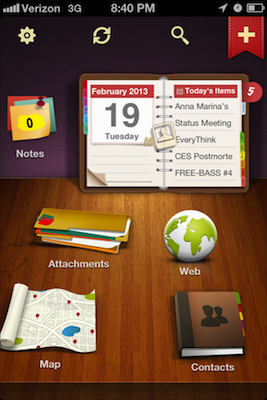 Verizon 3G 8:40 PM
February 2013
19
Tuesday
Today's Items
5
Anna Marina's
Status Meeting
EveryThink
CES Postmorte
FREE-BASS #4
0
Notes
Attachments
Web
Map
Contacts